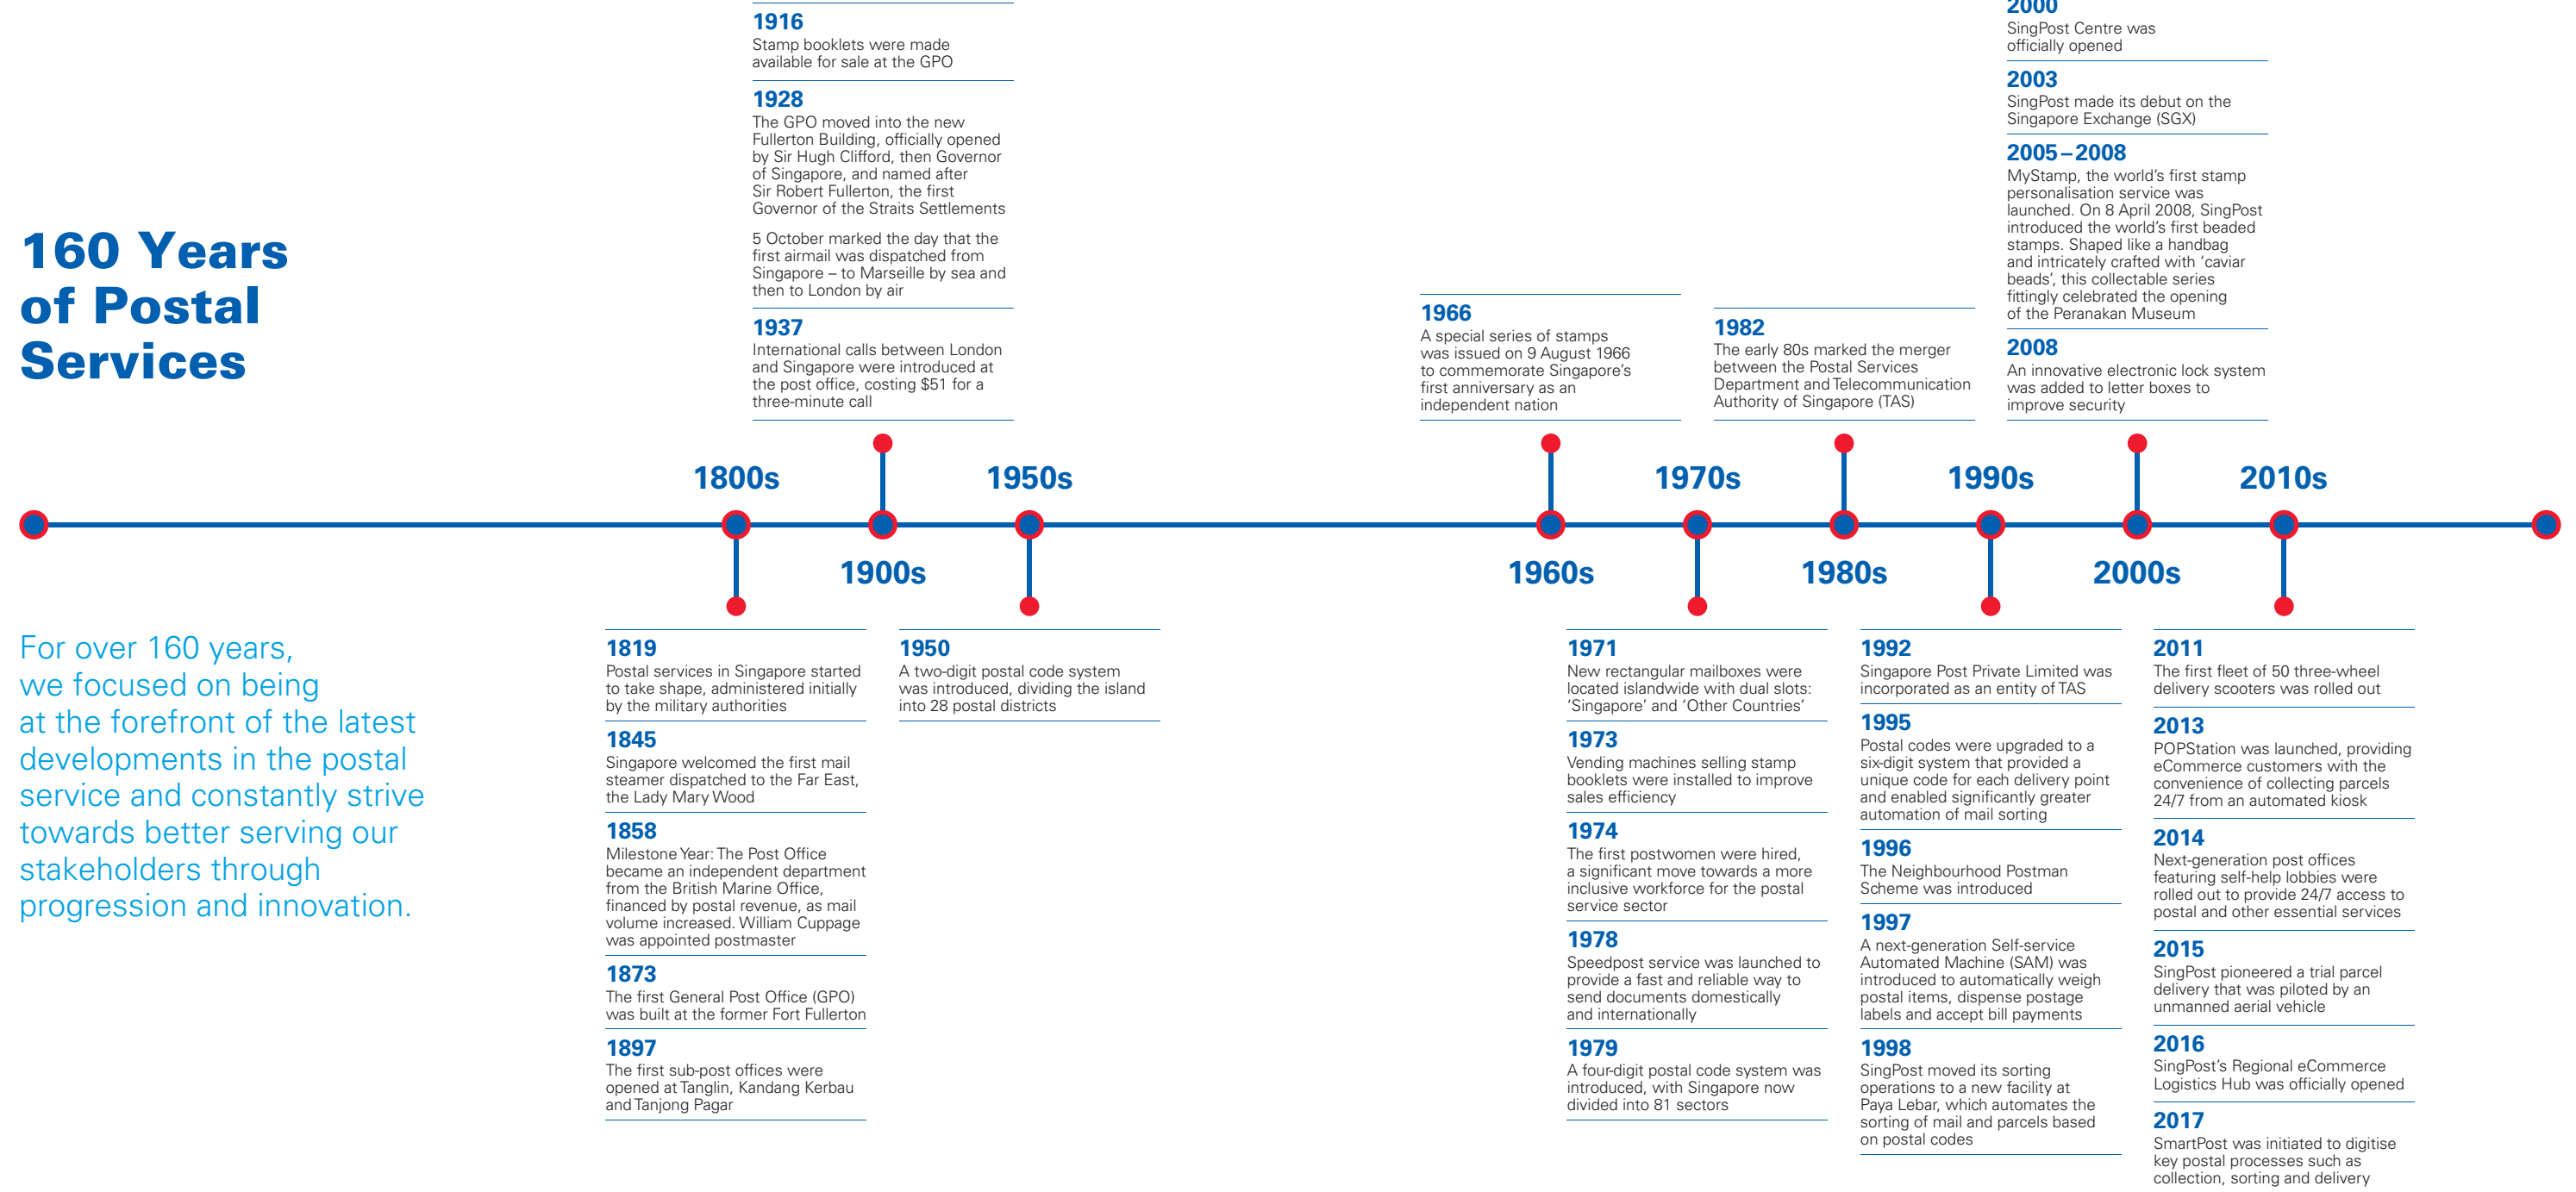 160 Years
of Postal
Services
For over 160 years,
we focused on being
at the forefront of the latest
developments in the postal
service and constantly strive
towards better serving our
stakeholders through
progression and innovation.
1800s
1819
Postal services in Singapore started
to take shape, administered initially
by the military authorities
1845
Singapore welcomed the first mail
steamer dispatched to the Far East,
the Lady Mary Wood
1858
Milestone Year: The Post Office
became an independent department
from the British Marine Office,
financed by postal revenue, as mail
volume increased. William Cuppage
was appointed postmaster
1873
The first General Post Office (GPO)
was built at the former Fort Fullerton
1897
The first sub-post offices were
opened at Tanglin, Kandang Kerbau
and Tanjong Pagar
1916
Stamp booklets were made
available for sale at the GPO
1928
The GPO moved into the new
Fullerton Building, officially opened
by Sir Hugh Clifford, then Governor
of Singapore, and named after
Sir Robert Fullerton, the first
Governor of the Straits Settlements
5 October marked the day that the
first airmail was dispatched from
Singapore – to Marseille by sea and
then to London by air
1937
International calls between London
and Singapore were introduced at
the post office, costing $51 for a
three-minute call
1900s
1950s
1950
A two-digit postal code system
was introduced, dividing the island
into 28 postal districts
1966
A special series of stamps
was issued on 9 August 1966
to commemorate Singapore's
first anniversary as an
independent nation
1960s
1970s
1971
New rectangular mailboxes were
located islandwide with dual slots:
‘Singapore’ and ‘Other Countries’
1973
Vending machines selling stamp
booklets were installed to improve
sales efficiency
1974
The first postwomen were hired,
a significant move towards a more
inclusive workforce for the postal
service sector
1978
Speedpost service was launched to
provide a fast and reliable way to
send documents domestically
and internationally
1979
A four-digit postal code system was
introduced, with Singapore now
divided into 81 sectors
1982
The early 80s marked the merger
between the Postal Services
Department and Telecommunication
Authority of Singapore (TAS)
1980s
1990s
1992
Singapore Post Private Limited was
incorporated as an entity of TAS
1995
Postal codes were upgraded to a
six-digit system that provided a
unique code for each delivery point
and enabled significantly greater
automation of mail sorting
1996
The Neighbourhood Postman
Scheme was introduced
1997
A next-generation Self-service
Automated Machine (SAM) was
introduced to automatically weigh
postal items, dispense postage
labels and accept bill payments
1998
SingPost moved its sorting
operations to a new facility at
Paya Lebar, which automates the
sorting of mail and parcels based
on postal codes
2000
SingPost Centre was
officially opened
2003
SingPost made its debut on the
Singapore Exchange (SGX)
2005–2008
MyStamp, the world's first stamp
personalisation service was
launched. On 8 April 2008, SingPost
introduced the world's first beaded
stamps. Shaped like a handbag
and intricately crafted with ‘caviar
beads’, this collectable series
fittingly celebrated the opening
of the Peranakan Museum
2008
An innovative electronic lock system
was added to letter boxes to
improve security
2000s
2010s
2011
The first fleet of 50 three-wheel
delivery scooters was rolled out
2013
POPStation was launched, providing
eCommerce customers with the
convenience of collecting parcels
24/7 from an automated kiosk
2014
Next-generation post offices
featuring self-help lobbies were
rolled out to provide 24/7 access to
postal and other essential services
2015
SingPost pioneered a trial parcel
delivery that was piloted by an
unmanned aerial vehicle
2016
SingPost's Regional eCommerce
Logistics Hub was officially opened
2017
SmartPost was initiated to digitise
key postal processes such as
collection, sorting and delivery